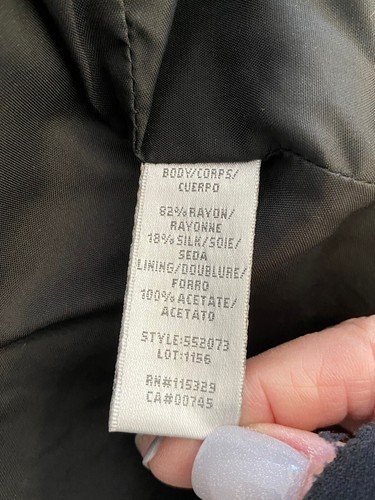 BODY/CORPS/
CUERPO
82% RAYON/
RAYONNE
18% SILK/SOIE/
SEDA
LINING/DOUBLURE/
FORRO
100% ACETATE/
ACETATO
STYLE:552073
LOT:1156
RN#115329
CA#00745